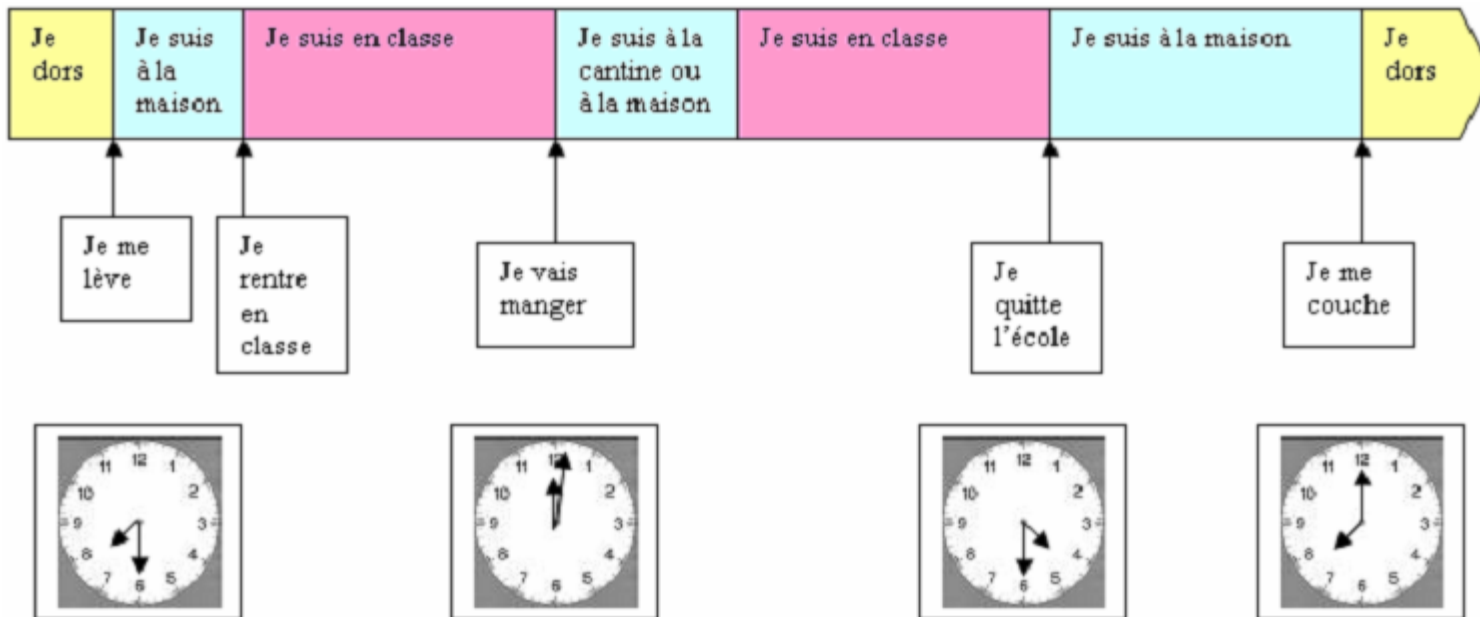 Je
dors
Je suis
à la
maison
Je suis en classe
Je suis à la
cantine ou
à la maison
Je suis en classe
Je suis à la maison
Je
dors
Je me
lève
Je
rentre
en
classe
Je vais
manger
Je
quitte
l'école
Je me
couche
12
1
2
3
4
5
6
7
8
9
10
11
12
1
2
3
4
5
6
7
8
9
10
11
12
1
2
3
4
5
6
7
8
9
10
11
12
1
2
3
4
5
6
7
8
9
10
11